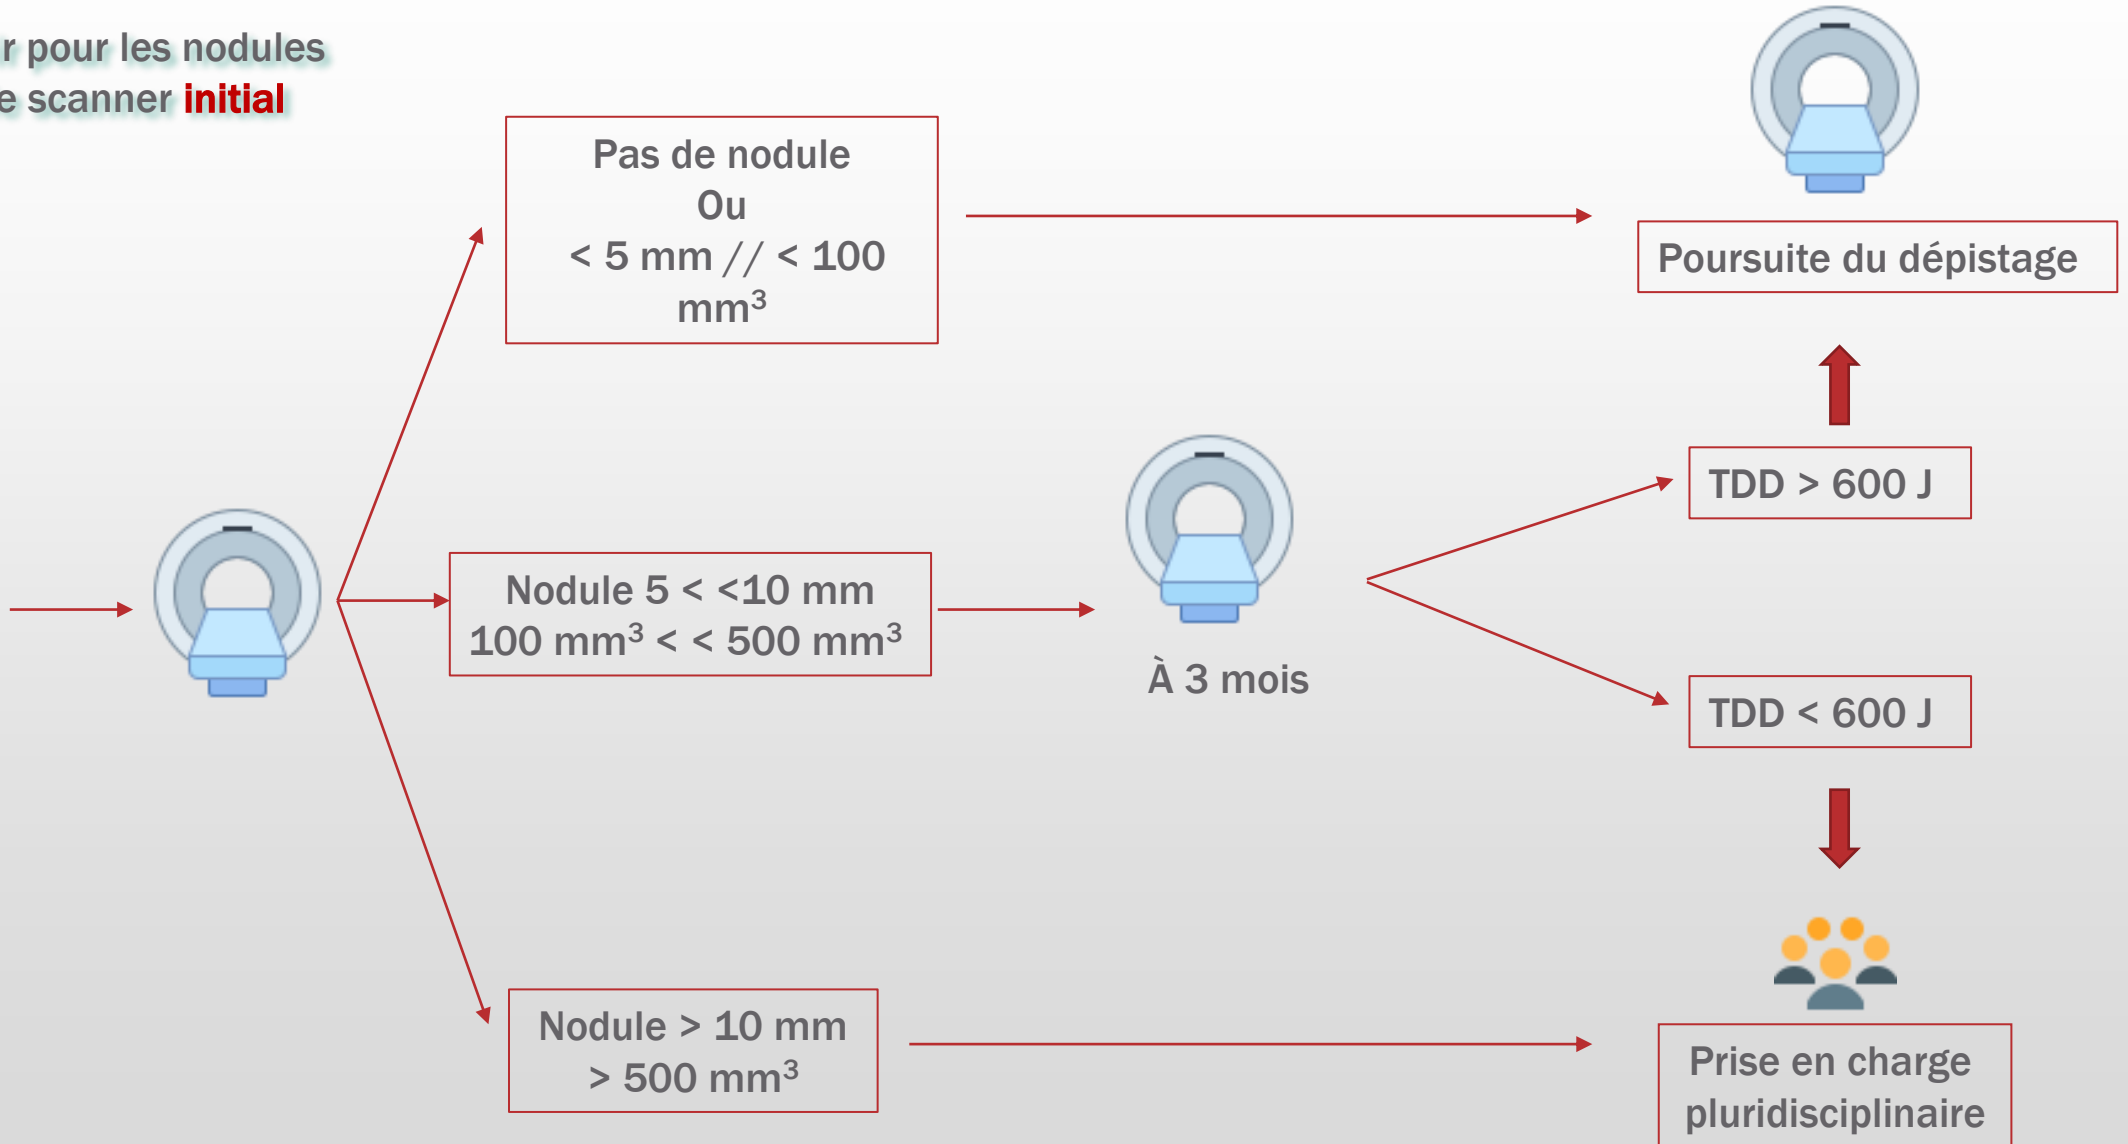 r pour les nodules
e scanner initial
Pas de nodule
Ou
< 5 mm // < 100
mm³
Poursuite du dépistage
TDD > 600 J
Nodule 5 < <10 mm
100 mm³ < < 500 mm³
À 3 mois
TDD < 600 J
Nodule > 10 mm
> 500 mm³
Prise en charge
pluridisciplinaire